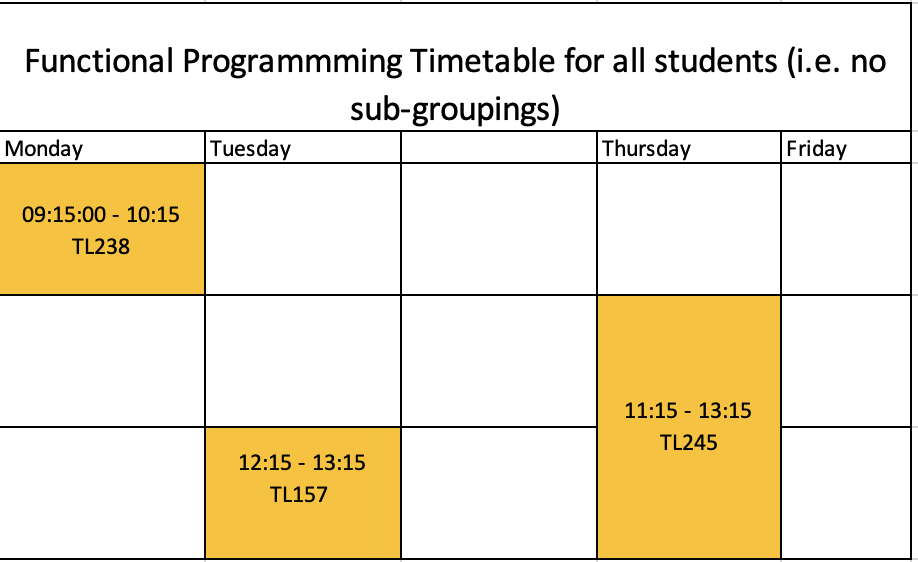 Functional Programmming Timetable for all students (i.e. no
sub-groupings)
Monday
Tuesday
Thursday
Friday
09:15:00 - 10:15
TL238
11:15 - 13:15
TL245
12:15 - 13:15
TL157